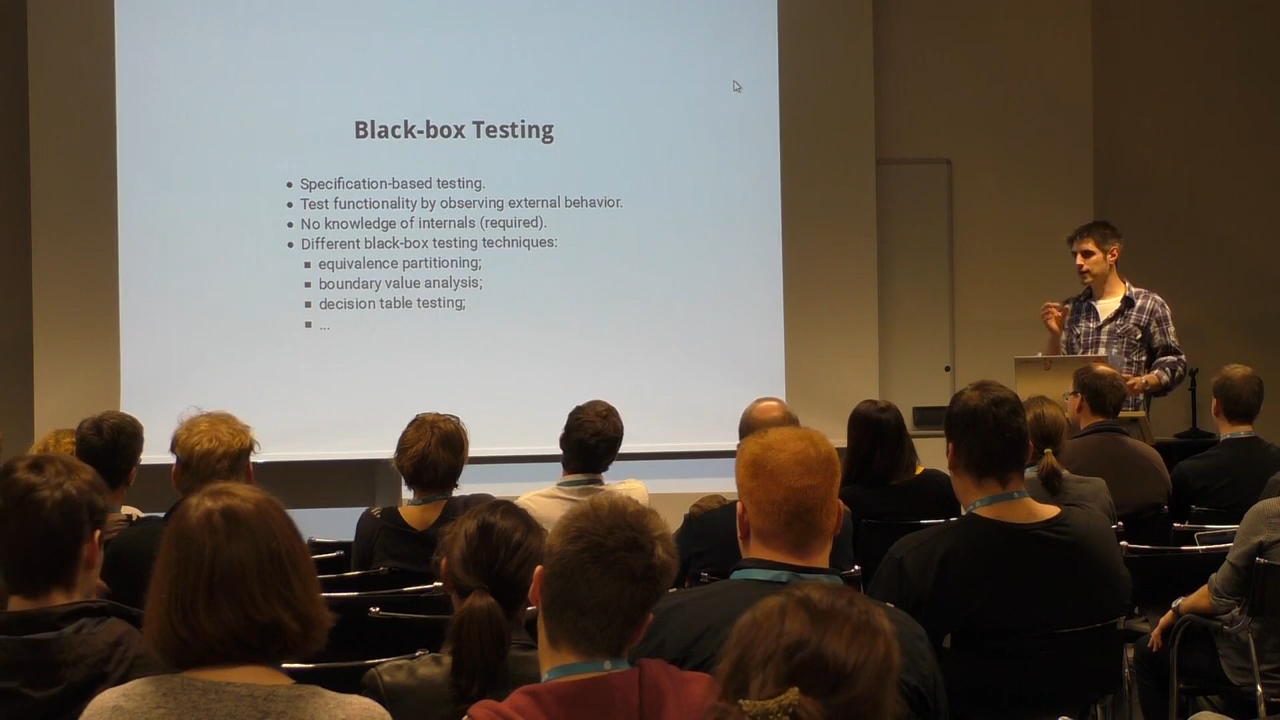 Black-box Testing
• Specification-based testing.
• Test functionality by observing external behavior.
• No knowledge of internals (required).
• Different black-box testing techniques:
▪ equivalence partitioning;
▪ boundary value analysis;
▪ decision table testing;
▪ ...